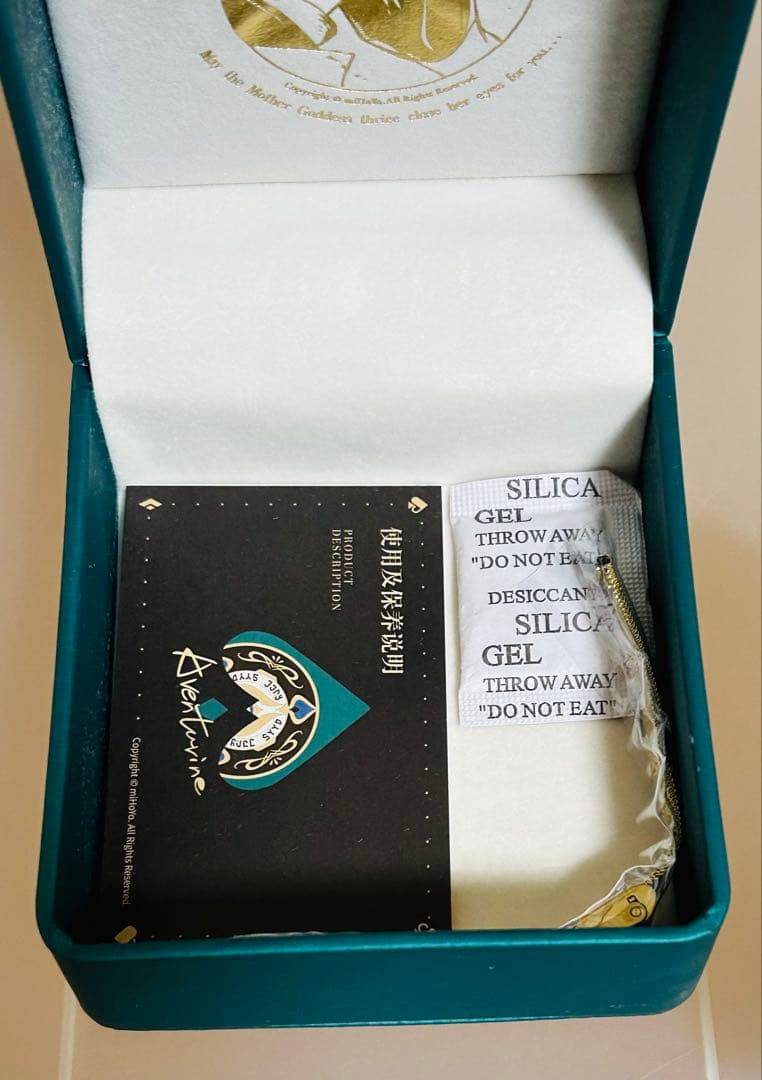 Copyright © miHoYo. All Rights Reserved.
May the Mother Goddess thrice close her eyes for you...
使用及保养说明
PRODUCT
DESCRIPTION
Aventurine
Copyright © miHoYo. All Rights Reserved
SILICA
GEL
THROW AWAY
"DO NOT EAT"
DESICCANT
SILICA
GEL
THROW AWAY
"DO NOT EAT"